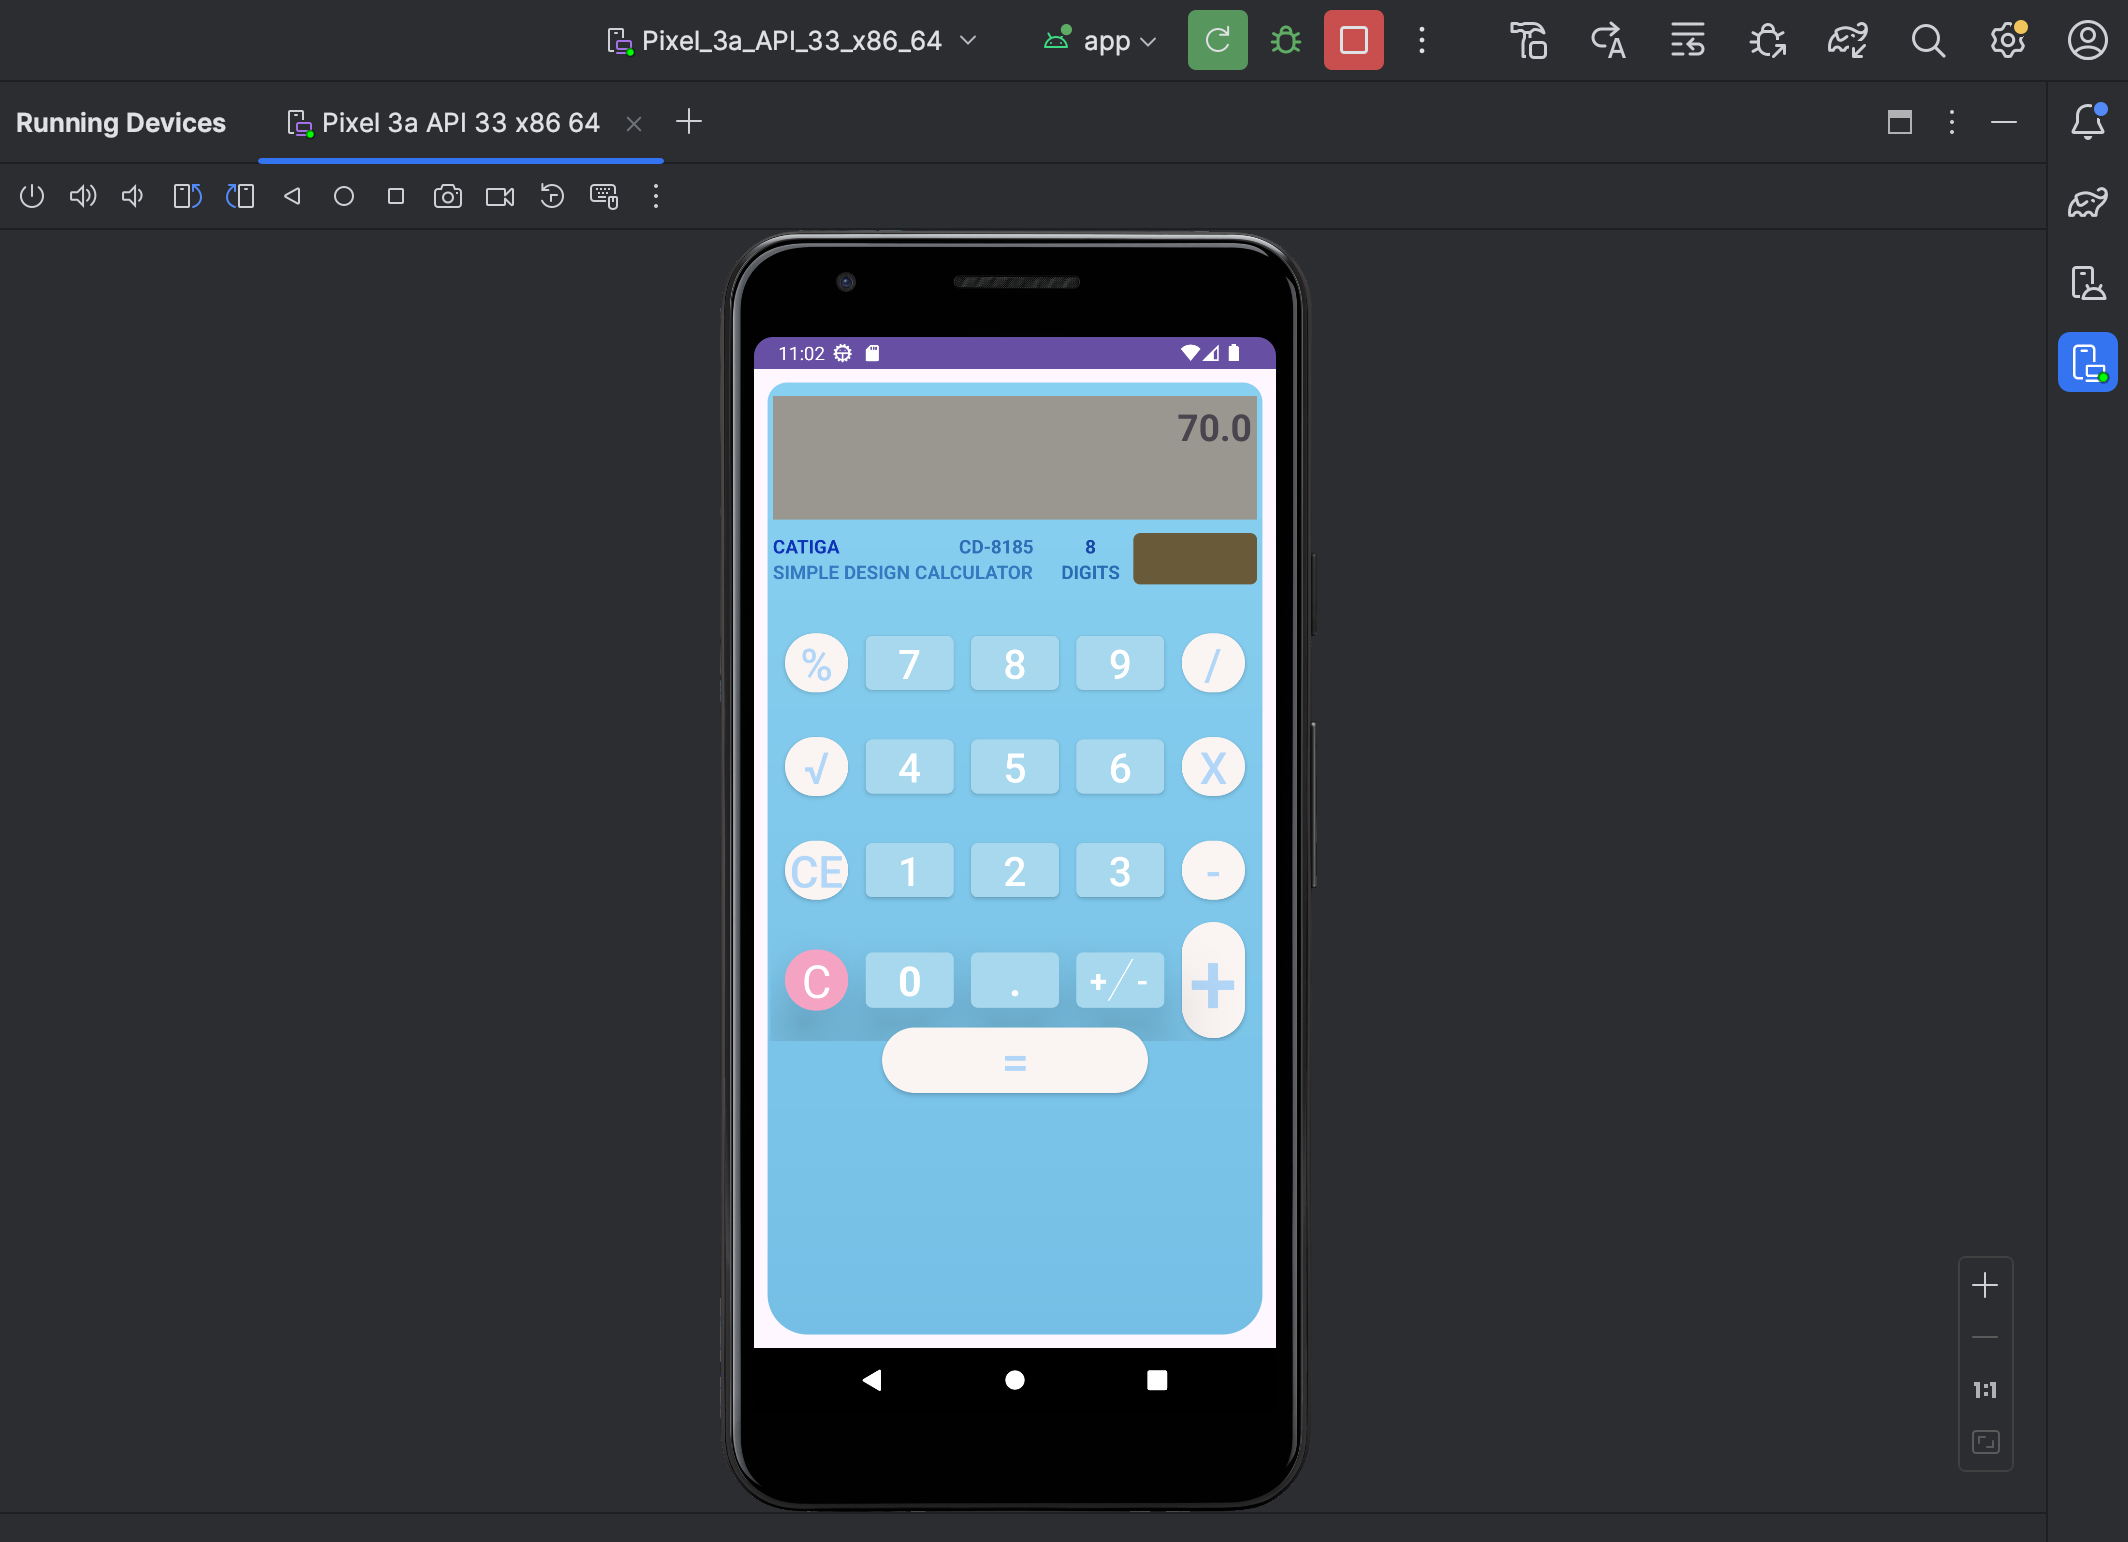 Pixel_3a_API_33_x86_64 app
Running Devices Pixel 3a API 33 x86 64
11:02
70.0
CATIGA CD-8185 8
SIMPLE DESIGN CALCULATOR DIGITS
% 7 8 9 /
√ 4 5 6 X
CE 1 2 3 -
C 0 . +/- +
=
1:1